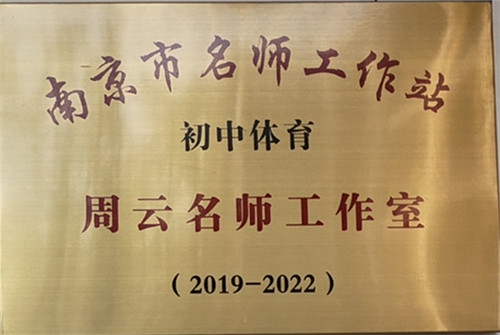 南京市名师工作站
初中体育
周云名师工作室
(2019-2022)